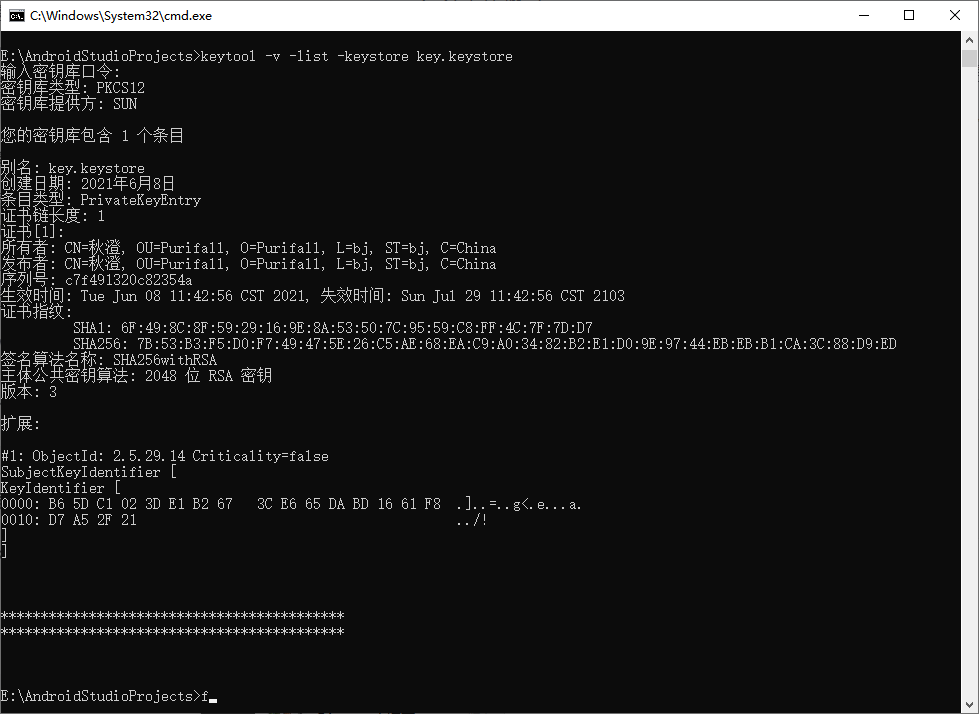 C:\Windows\System32\cmd.exe
E:\AndroidStudioProjects>keytool -v -list -keystore key.keystore
输入密钥库口令:
密钥库类型: PKCS12
密钥库提供方: SUN
您的密钥库包含 1 个条目
别名: key.keystore
创建日期: 2021年6月8日
条目类型: PrivateKeyEntry
证书链长度: 1
证书[1]:
所有者: CN=秋澄, OU=Purifall, O=Purifall, L=bj, ST=bj, C=China
发布者: CN=秋澄, OU=Purifall, O=Purifall, L=bj, ST=bj, C=China
序列号: c7f491320c82354a
生效时间: Tue Jun 08 11:42:56 CST 2021, 失效时间: Sun Jul 29 11:42:56 CST 2103
证书指纹:
SHA1: 6F:49:8C:8F:59:29:16:9E:8A:53:50:7C:95:59:C8:FF:4C:7F:7D:D7
SHA256: 7B:53:B3:F5:D0:F7:49:47:5E:26:C5:AE:68:EA:C9:A0:34:82:B2:E1:D0:9E:97:44:EB:EB:B1:CA:3C:88:D9:ED
签名算法名称: SHA256withRSA
主体公共密钥算法: 2048 位 RSA 密钥
版本: 3
扩展:
#1: ObjectId: 2.5.29.14 Criticality=false
SubjectKeyIdentifier [
KeyIdentifier [
0000: B6 5D C1 02 3D E1 B2 67   3C E6 65 DA BD 16 61 F8  .]..=..g<.e...a.
0010: D7 A5 2F 21                                        ../!
]
]
*******************************************
*******************************************
E:\AndroidStudioProjects>f